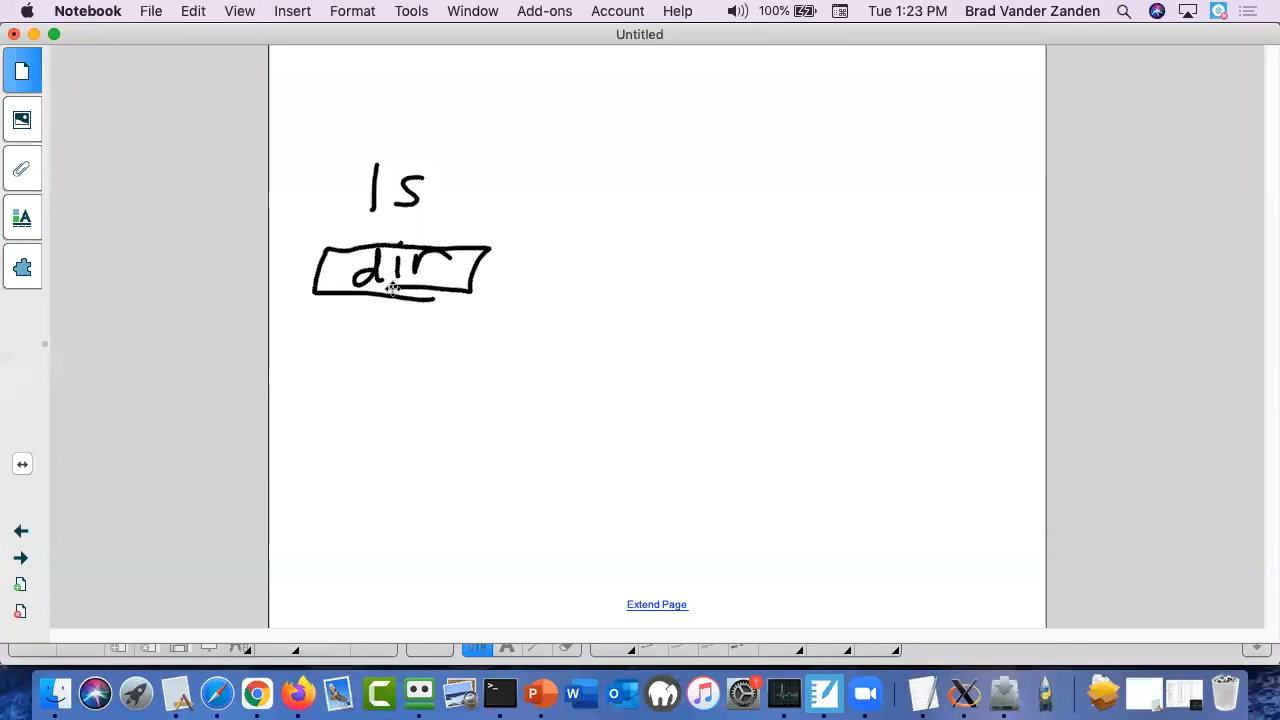 Notebook File Edit View Insert Format Tools Window Add-ons Account Help 100% Tue 1:23 PM Brad Vander Zanden
Untitled
ls
dir
Extend Page